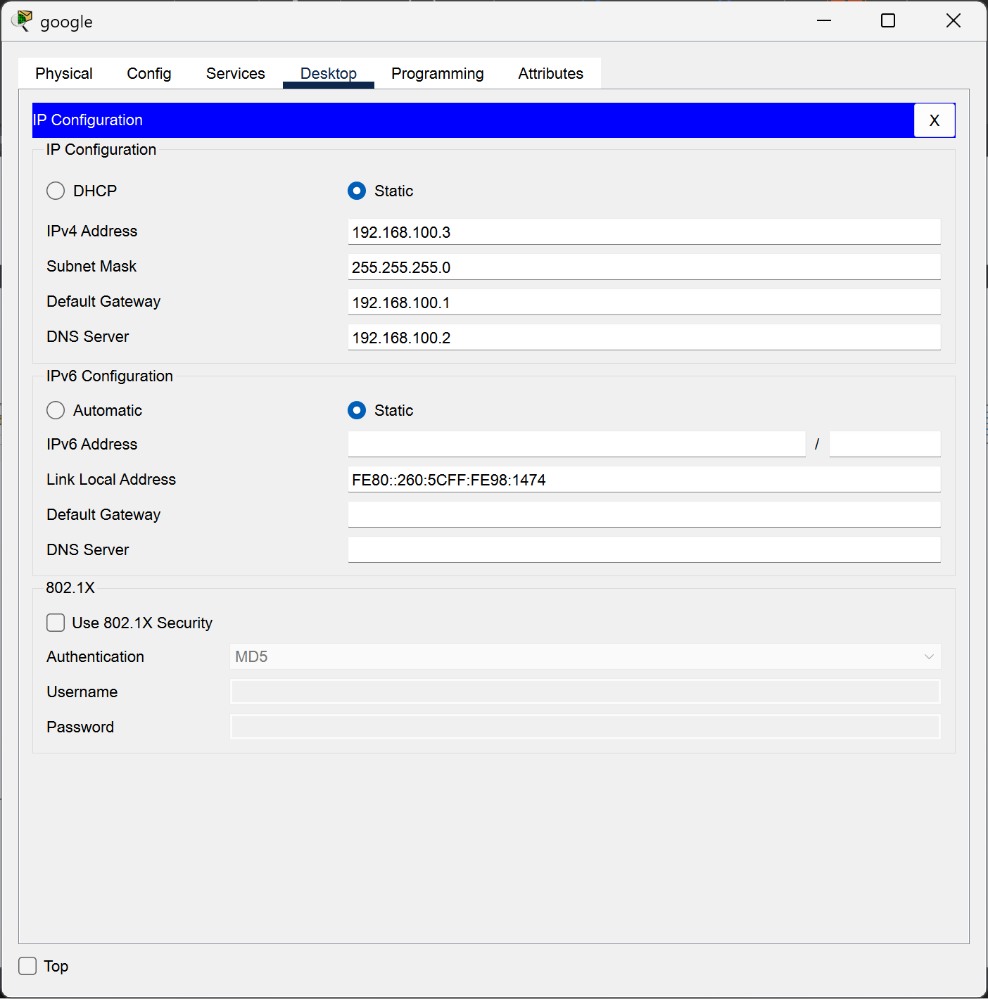 google
Physical Config Services Desktop Programming Attributes
IP Configuration X
IP Configuration
DHCP Static
IPv4 Address 192.168.100.3
Subnet Mask 255.255.255.0
Default Gateway 192.168.100.1
DNS Server 192.168.100.2
IPv6 Configuration
Automatic Static
IPv6 Address /
Link Local Address FE80::260:5CFF:FE98:1474
Default Gateway
DNS Server
802.1X
Use 802.1X Security
Authentication MD5
Username
Password
Top